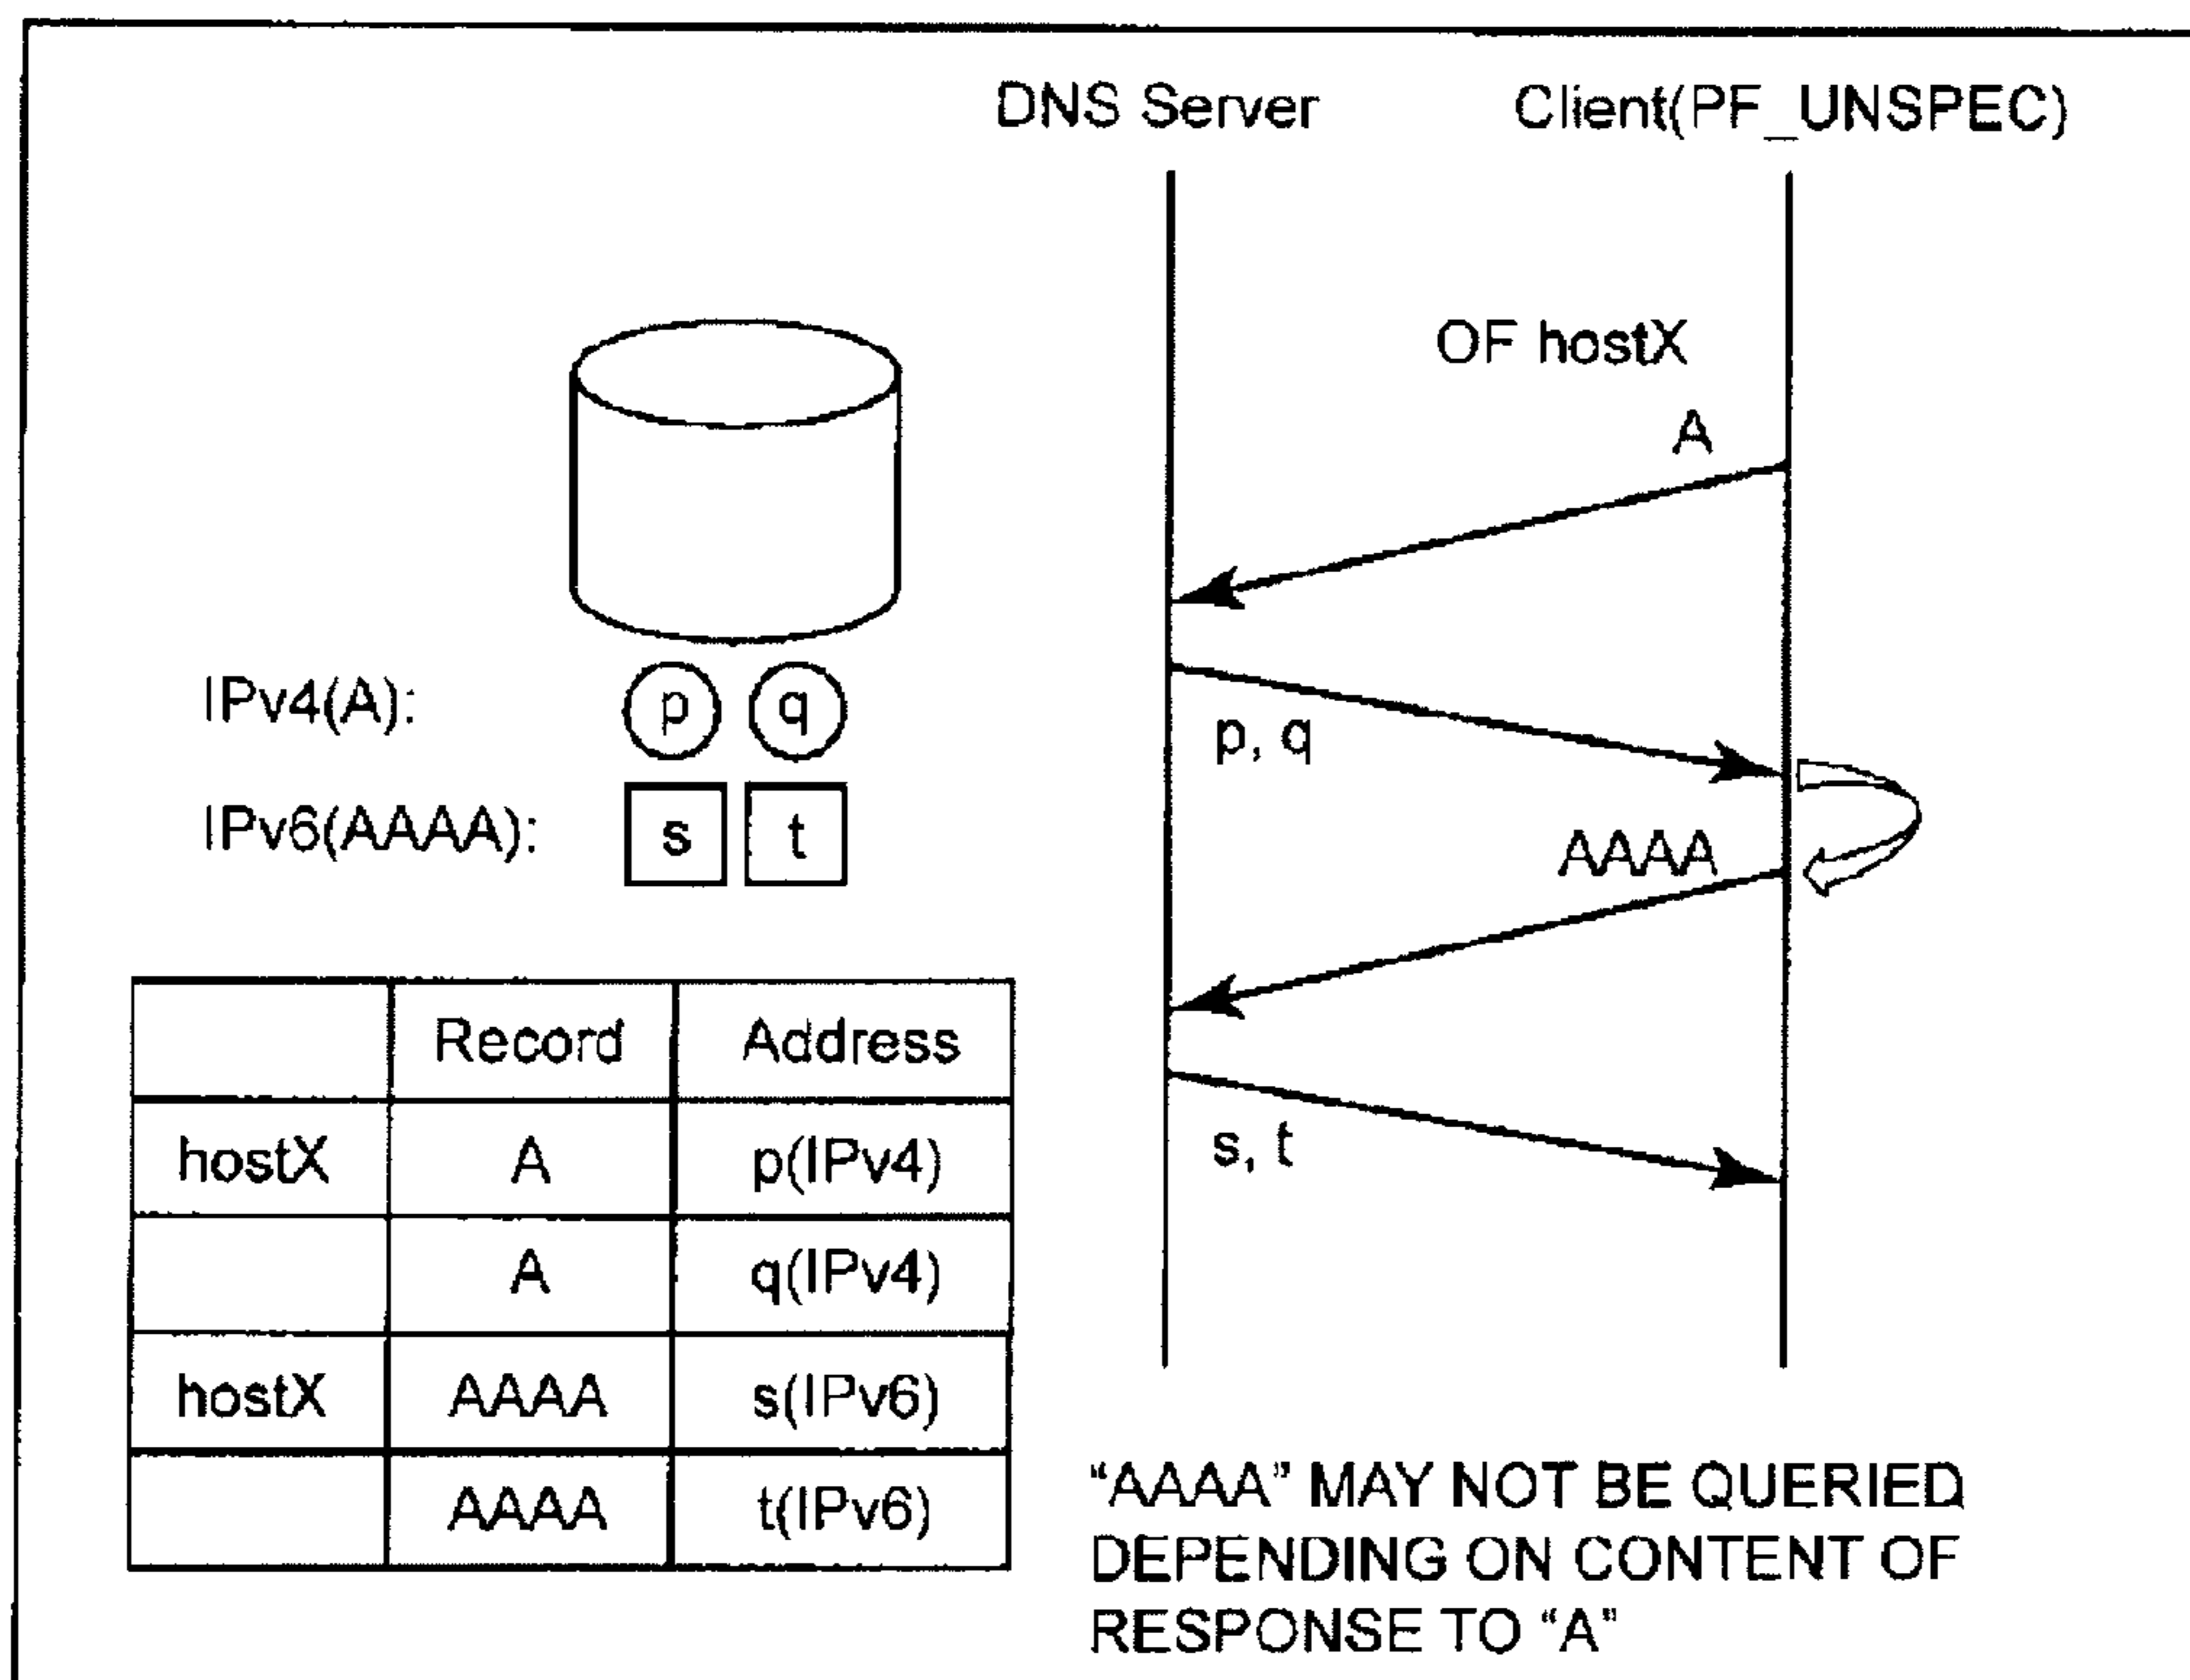 DNS Server Client(PF_UNSPEC)
OF hostX
A
IPv4(A): p q
p, q
IPv6(AAAA): s t
AAAA
Record Address
hostX A p(IPv4)
A q(IPv4)
hostX AAAA s(IPv6)
AAAA t(IPv6)
s, t
"AAAA" MAY NOT BE QUERIED
DEPENDING ON CONTENT OF
RESPONSE TO "A"